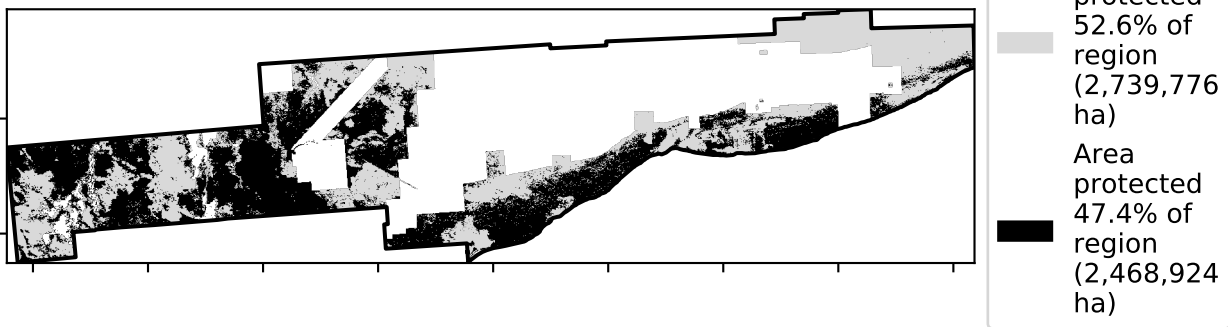 protected
52.6% of
region
(2,739,776
ha)
Area
protected
47.4% of
region
(2,468,924
ha)